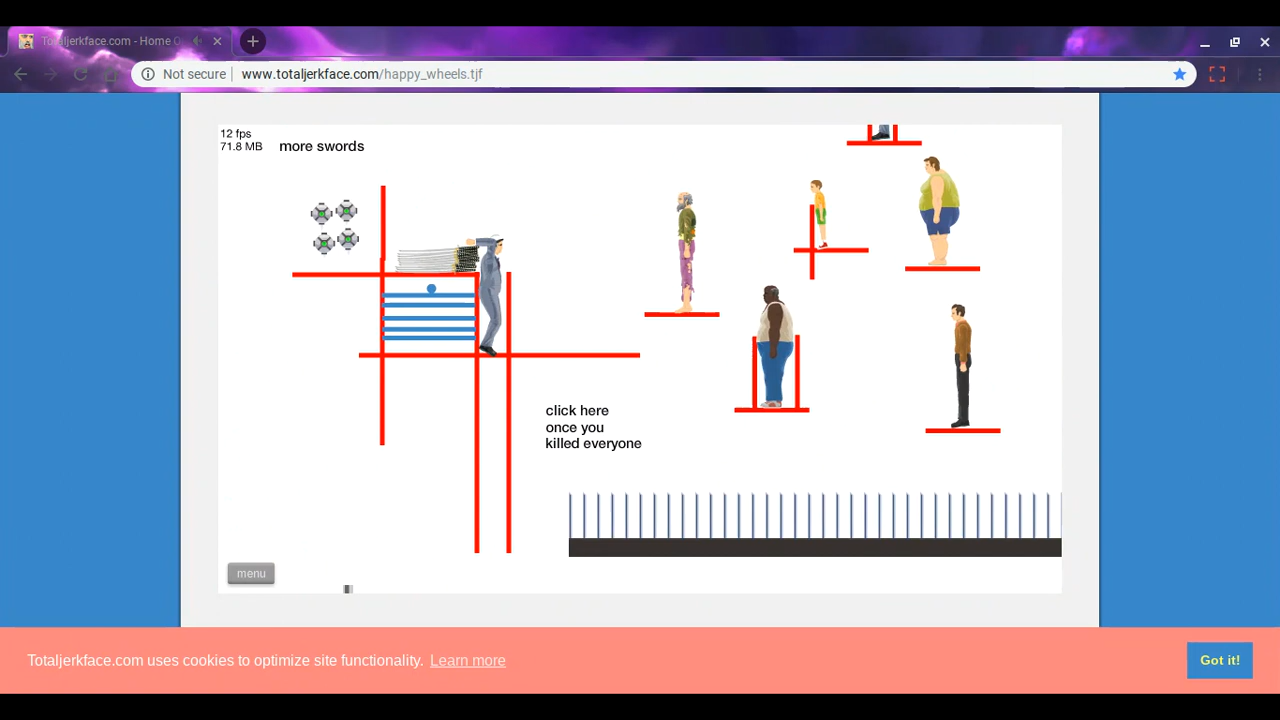 Totaljerkface.com - Home O
Not secure
www.totaljerkface.com/happy_wheels.tjf
12 fps
71.8 MB
more swords
click here
once you
killed everyone
menu
Totaljerkface.com uses cookies to optimize site functionality. Learn more
Got it!